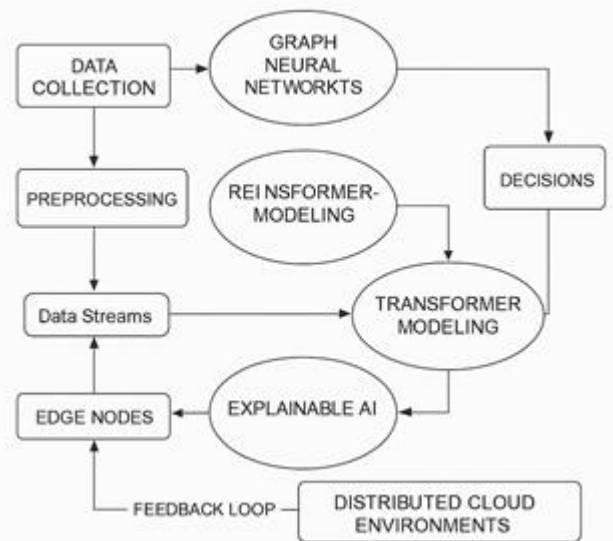 DATA
COLLECTION
GRAPH
NEURAL
NETWORKTS
PREPROCESSING
REI NSFORMER-
MODELING
DECISIONS
Data Streams
TRANSFORMER
MODELING
EDGE NODES
EXPLAINABLE AI
FEEDBACK LOOP
DISTRIBUTED CLOUD
ENVIRONMENTS